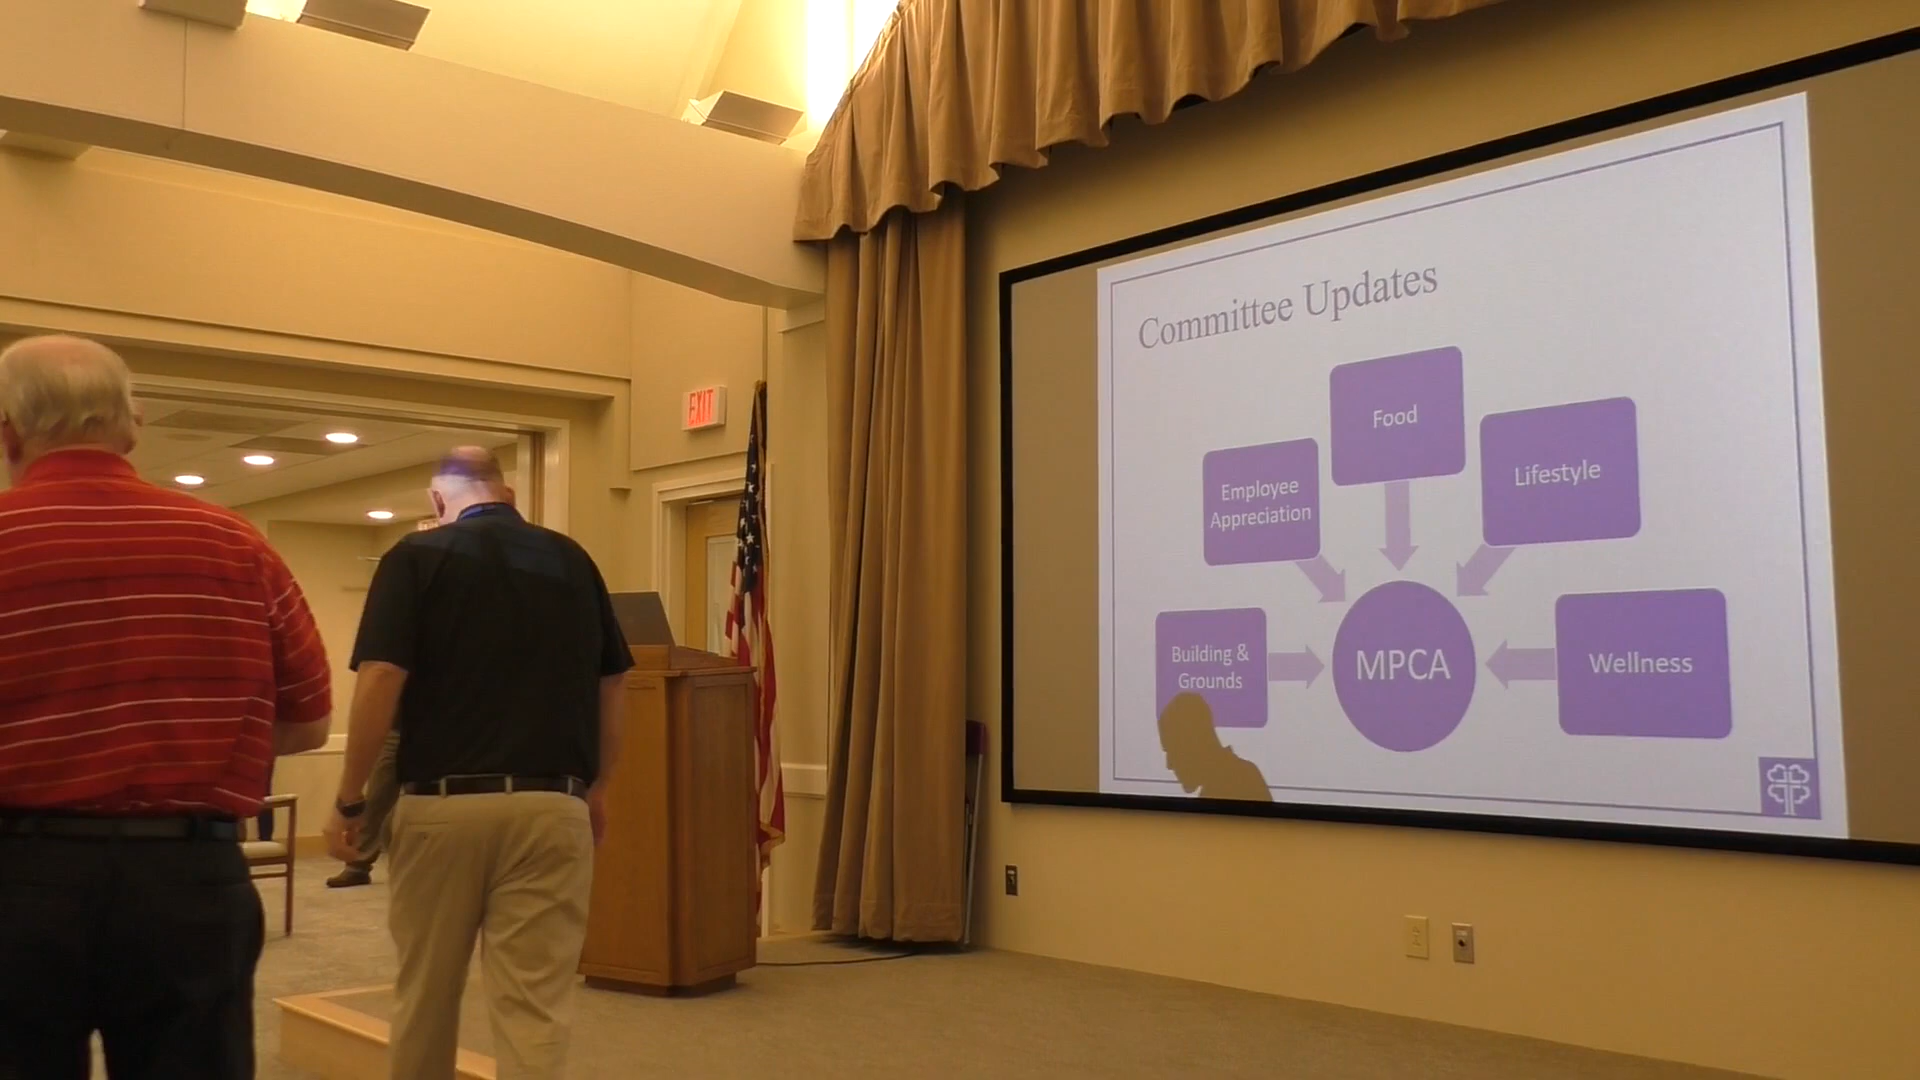 EXIT
Committee Updates
Food
Employee
Appreciation
Lifestyle
Building &
Grounds
MPCA
Wellness